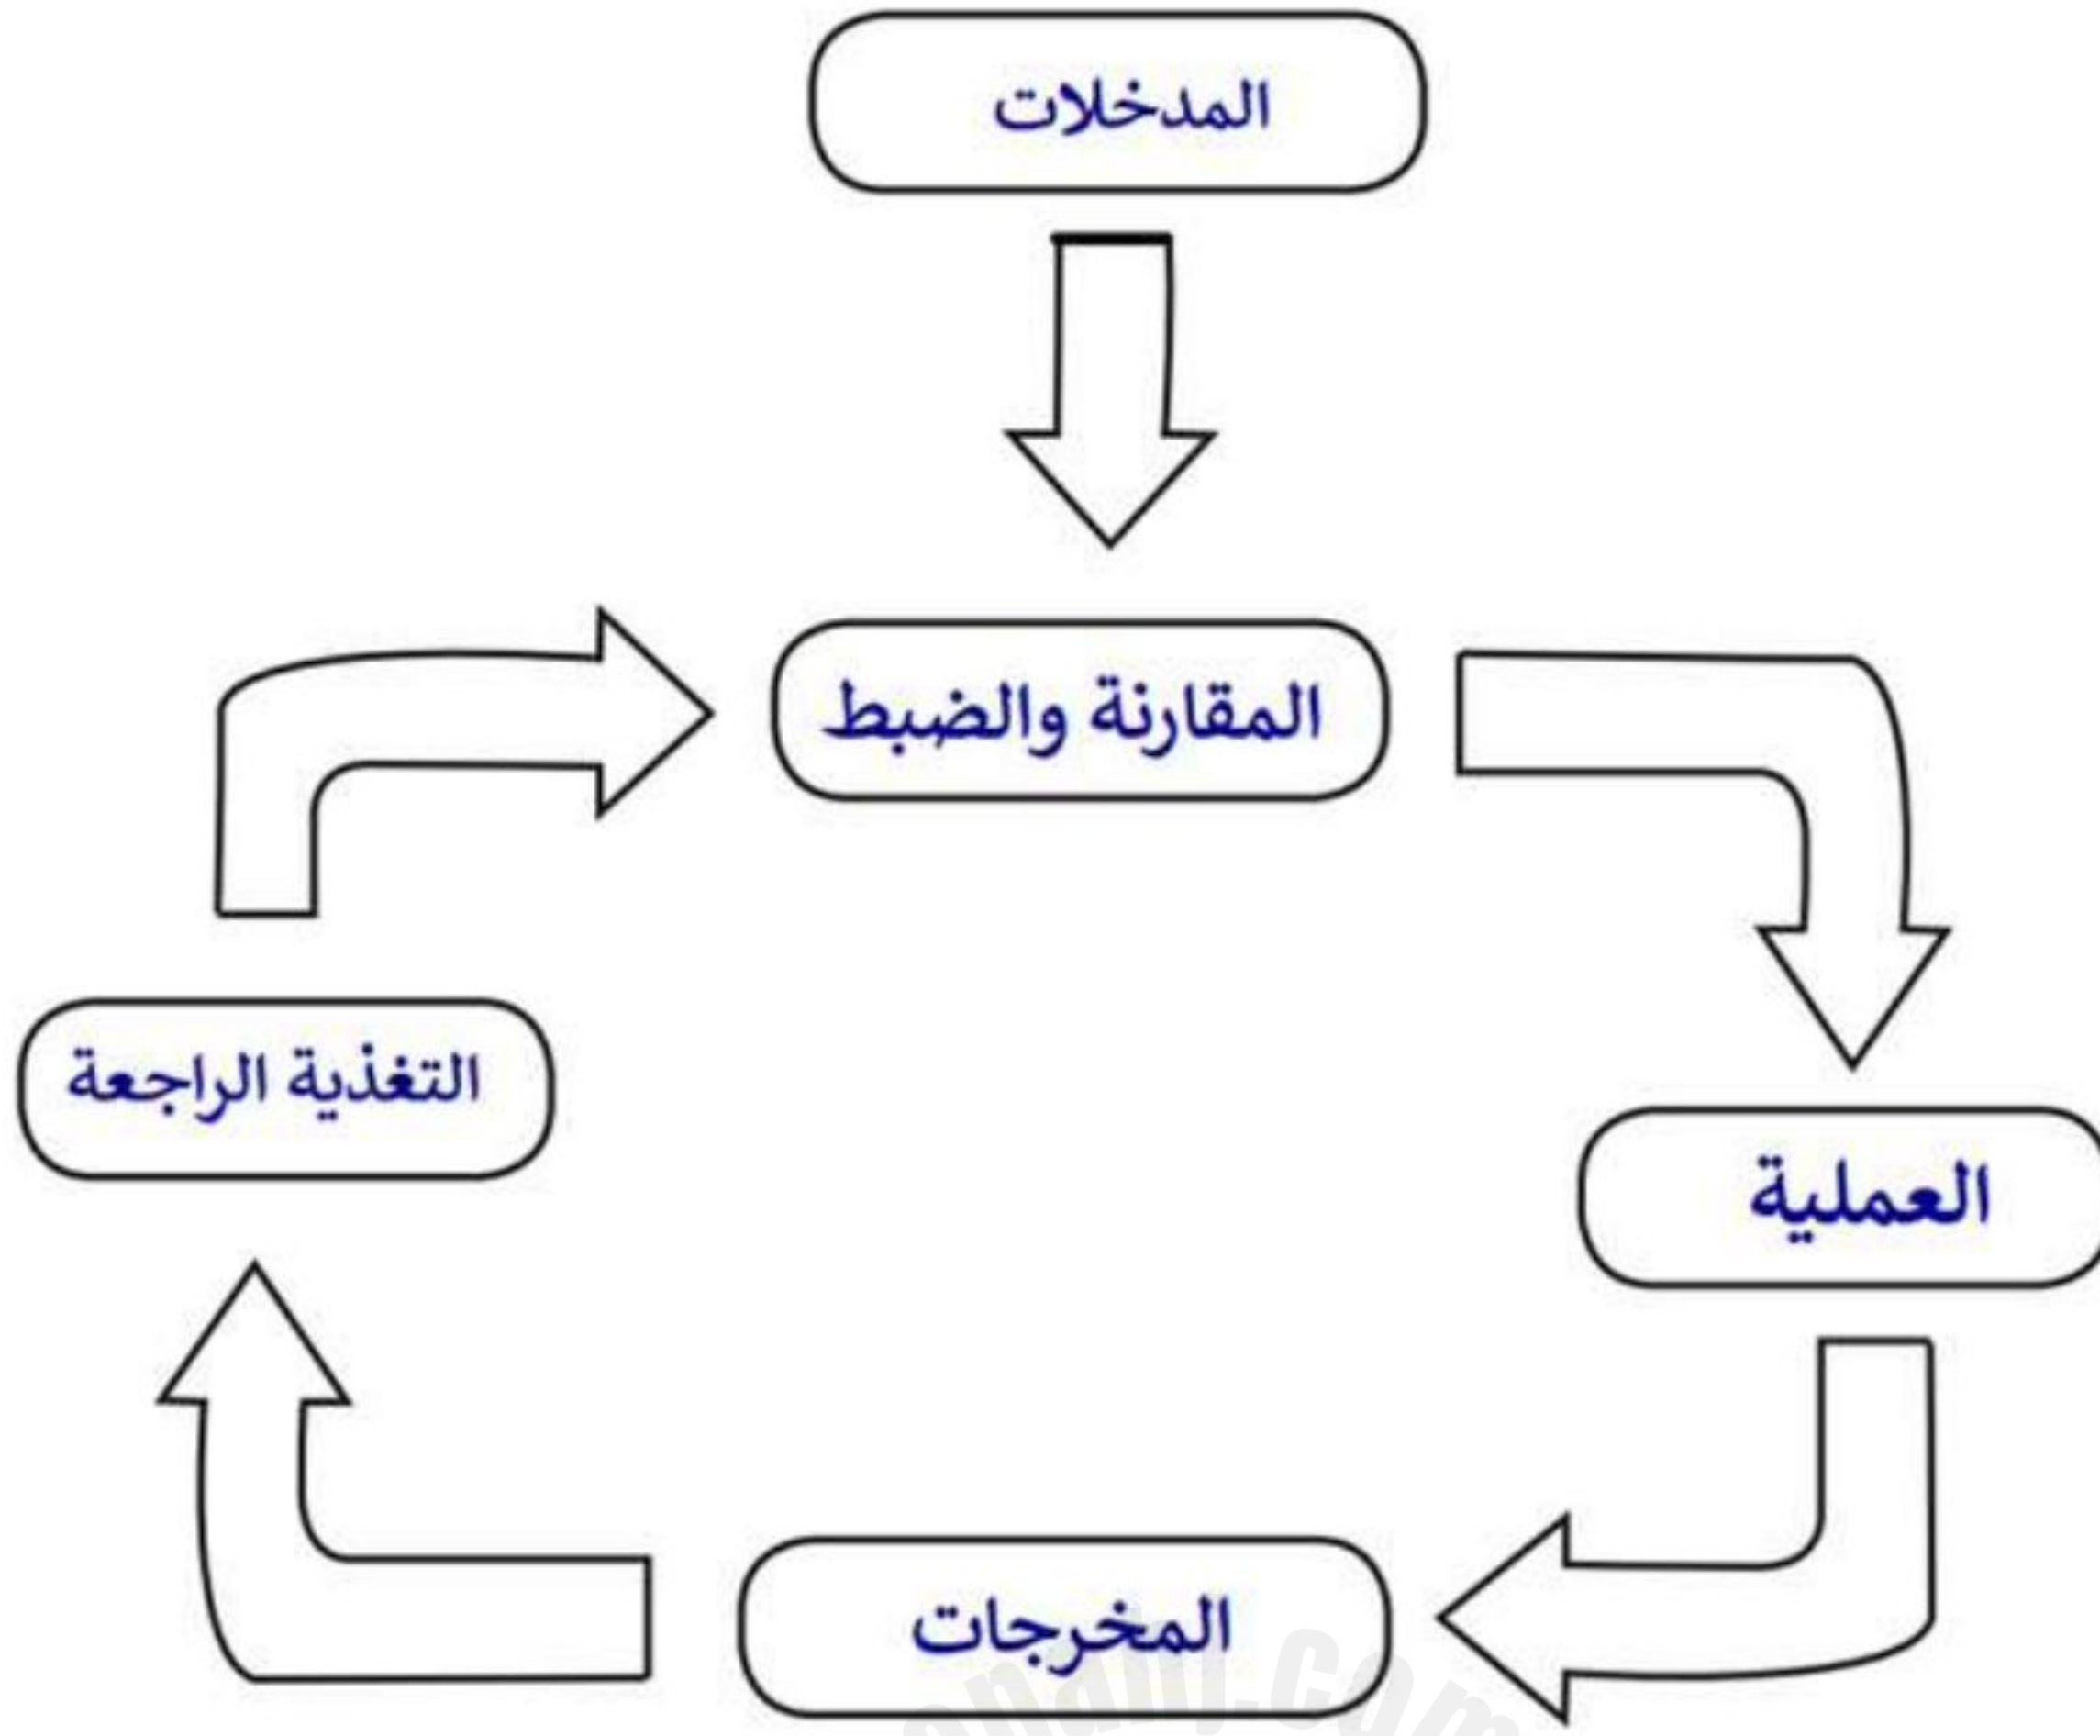 المدخلات
المقارنة والضبط
التغذية الراجعة
العملية
المخرجات